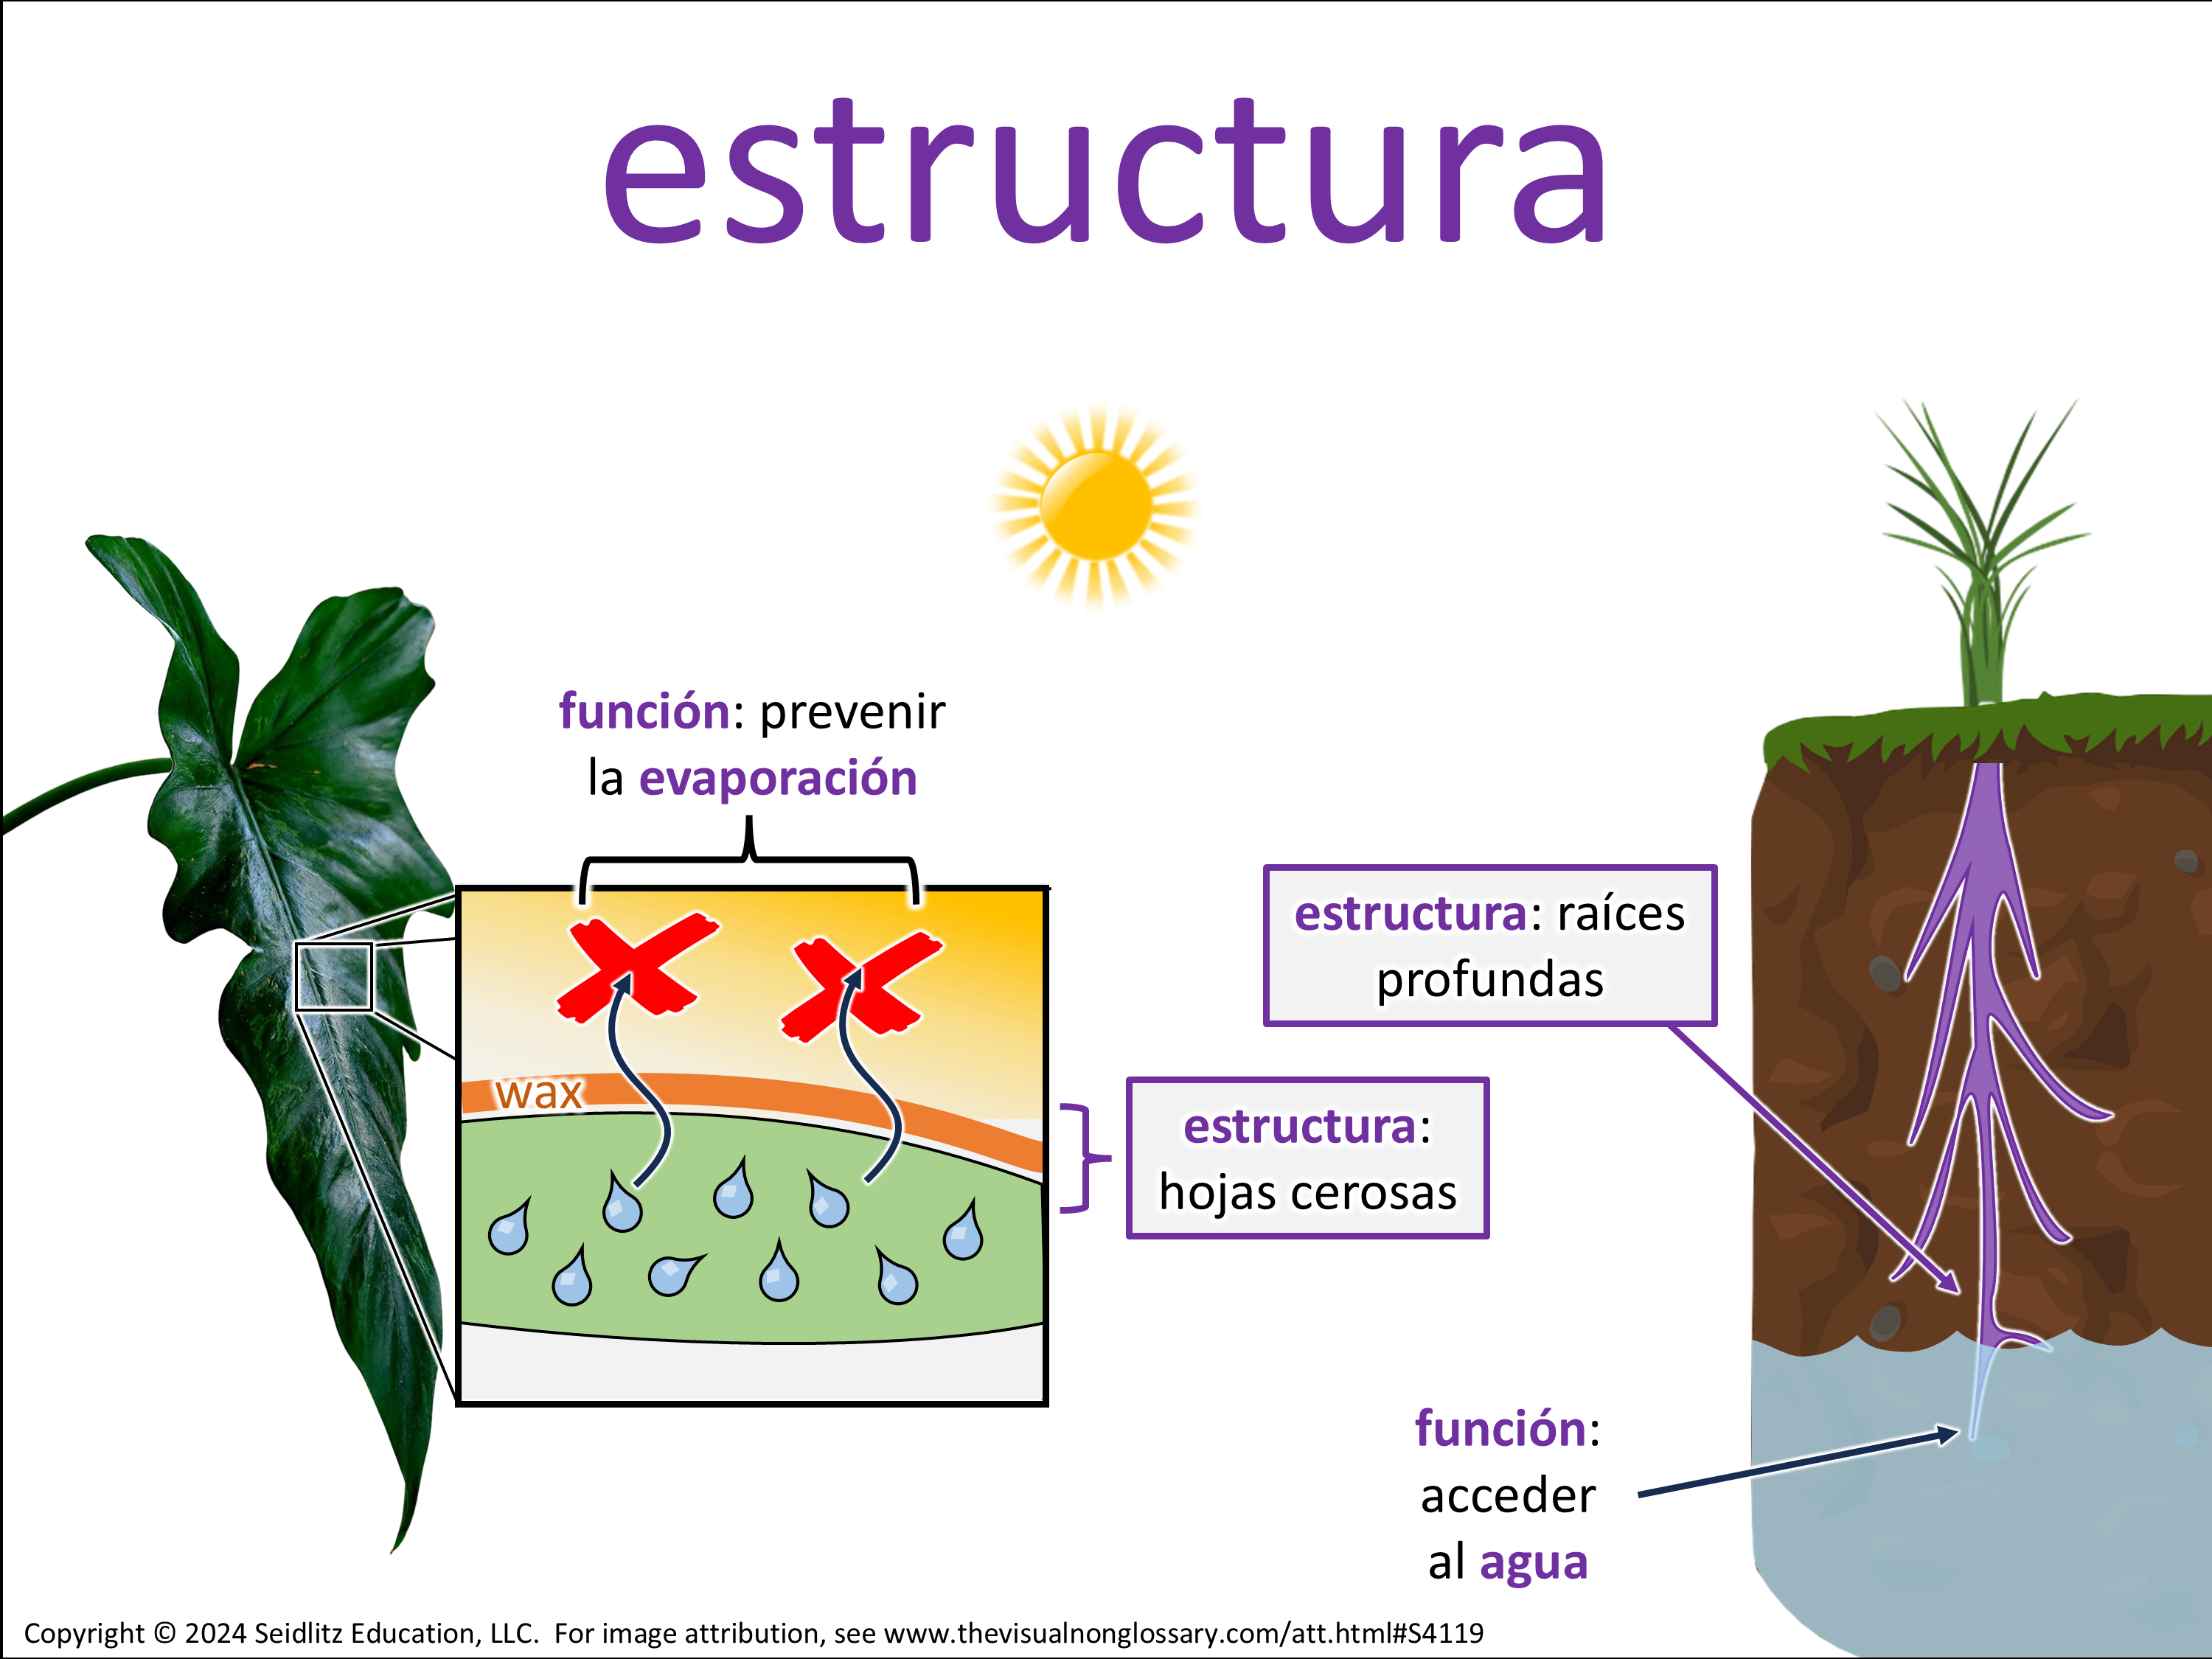 estructura
función: prevenir
la evaporación
wax
estructura: raíces
profundas
estructura:
hojas cerosas
función:
acceder
al agua
Copyright © 2024 Seidlitz Education, LLC.  For image attribution, see www.thevisualnonglossary.com/att.html#S4119